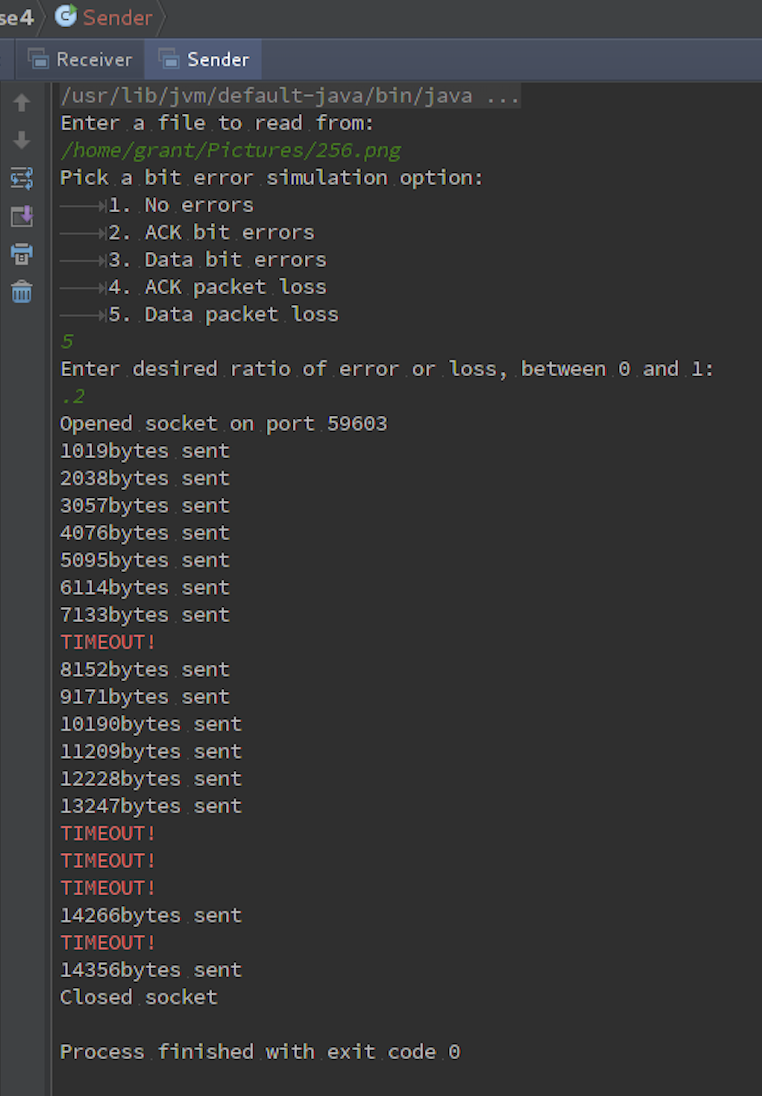 se4 Sender
Receiver Sender
/usr/lib/jvm/default-java/bin/java ...
Enter a file to read from:
/home/grant/Pictures/256.png
Pick a bit error simulation option:
1. No errors
2. ACK bit errors
3. Data bit errors
4. ACK packet loss
5. Data packet loss
5
Enter desired ratio of error or loss, between 0 and 1:
.2
Opened socket on port 59603
1019bytes sent
2038bytes sent
3057bytes sent
4076bytes sent
5095bytes sent
6114bytes sent
7133bytes sent
TIMEOUT!
8152bytes sent
9171bytes sent
10190bytes sent
11209bytes sent
12228bytes sent
13247bytes sent
TIMEOUT!
TIMEOUT!
TIMEOUT!
14266bytes sent
TIMEOUT!
14356bytes sent
Closed socket
Process finished with exit code 0